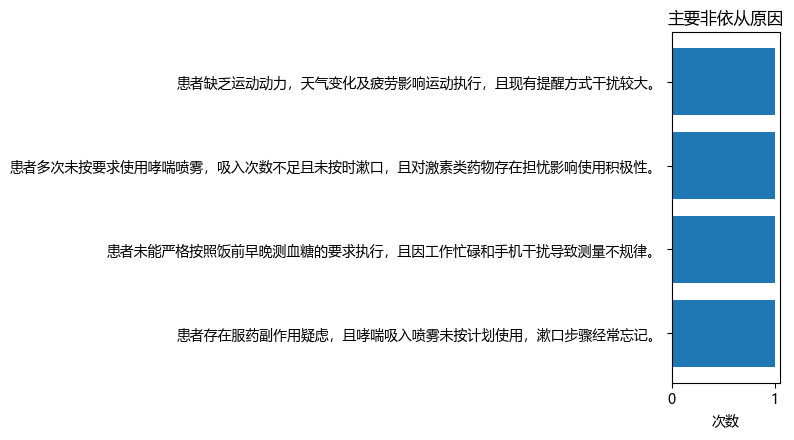 主要非依从原因
患者缺乏运动动力，天气变化及疲劳影响运动执行，且现有提醒方式干扰较大。
患者多次未按要求使用哮喘喷雾，吸入次数不足且未按时漱口，且对激素类药物存在担忧影响使用积极性。
患者未能严格按照饭前早晚测血糖的要求执行，且因工作忙碌和手机干扰导致测量不规律。
患者存在服药副作用疑虑，且哮喘吸入喷雾未按计划使用，漱口步骤经常忘记。
0 1
次数